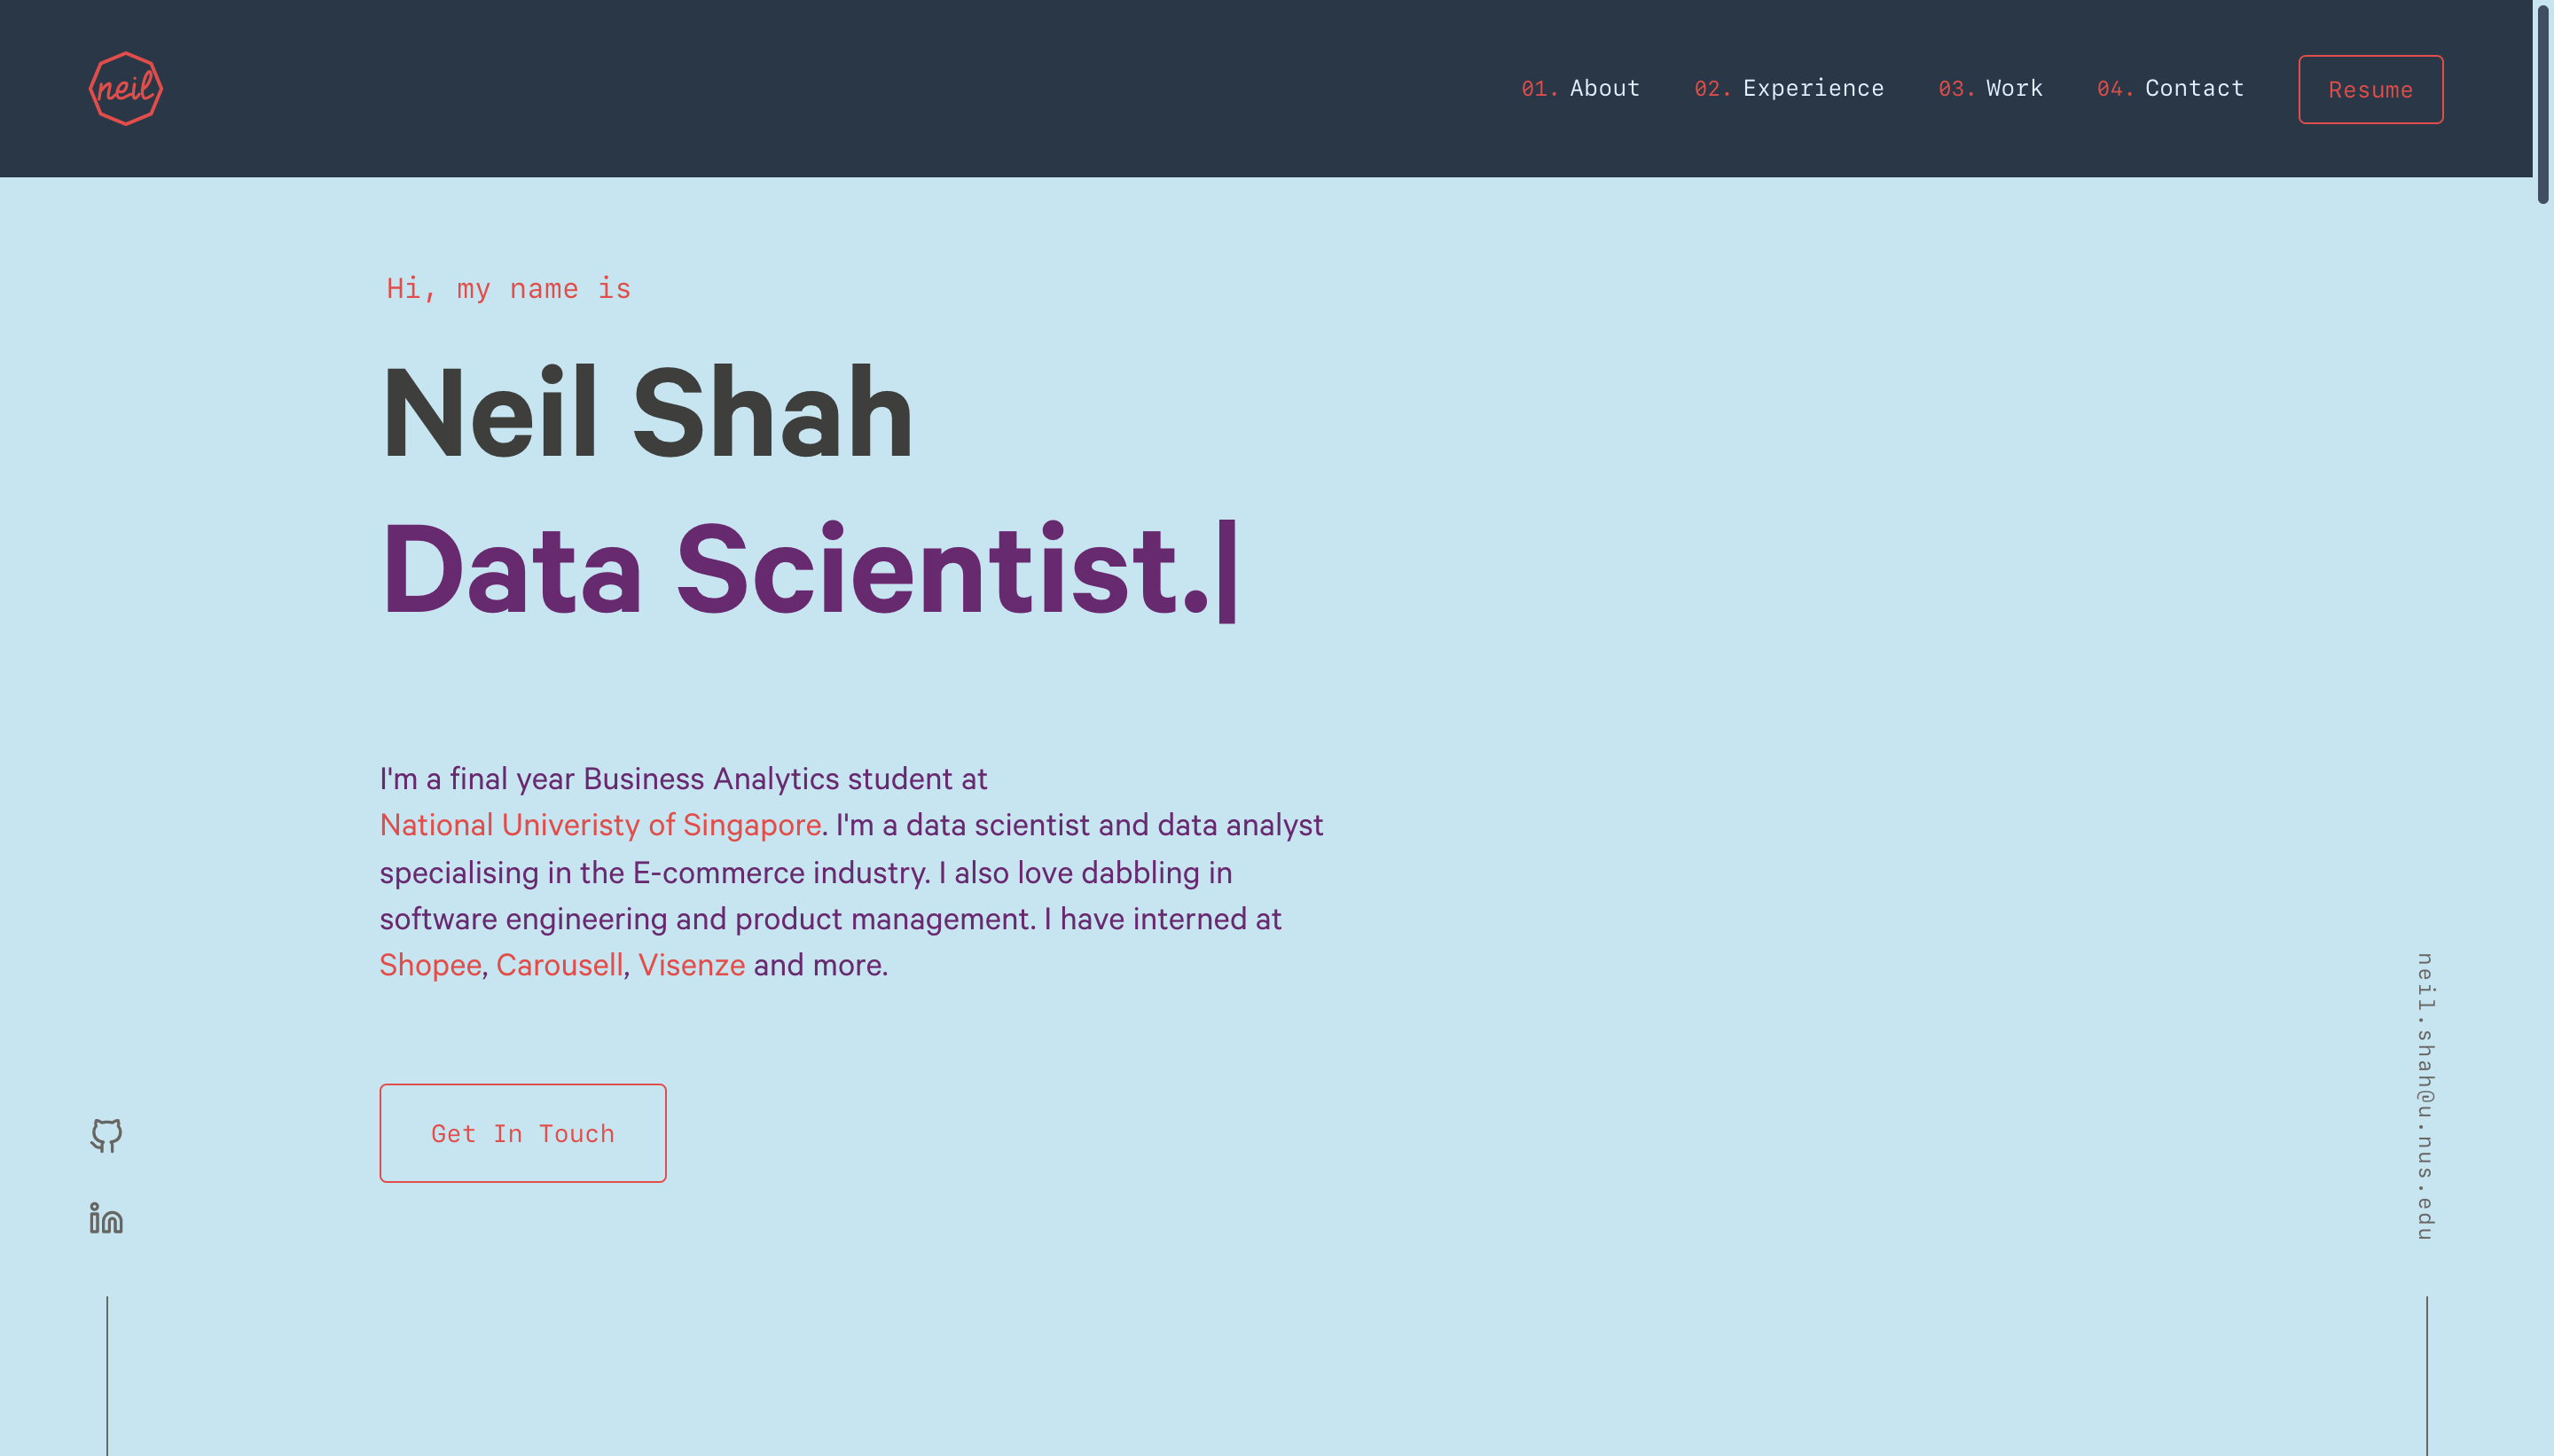 neil
01. About 02. Experience 03. Work 04. Contact Resume
Hi, my name is
Neil Shah
Data Scientist.|
I'm a final year Business Analytics student at
National Univeristy of Singapore. I'm a data scientist and data analyst
specialising in the E-commerce industry. I also love dabbling in
software engineering and product management. I have interned at
Shopee, Carousell, Visenze and more.
Get In Touch
in
neil.shah@u.nus.edu